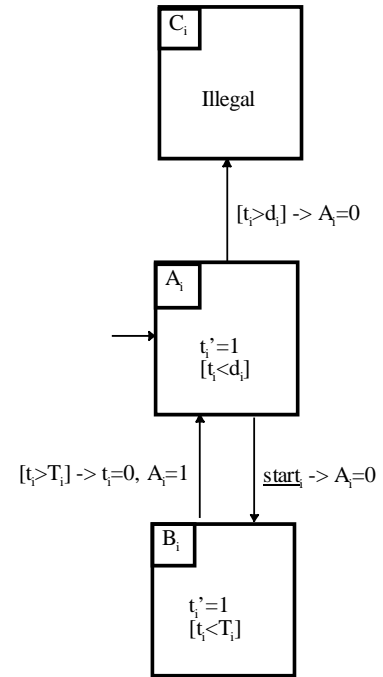 C_i
Illegal
[t_i>d_i] -> A_i=0
A_i
t_i'=1
[t_i<d_i]
[t_i>T_i] -> t_i=0, A_i=1
start_i -> A_i=0
B_i
t_i'=1
[t_i<T_i]